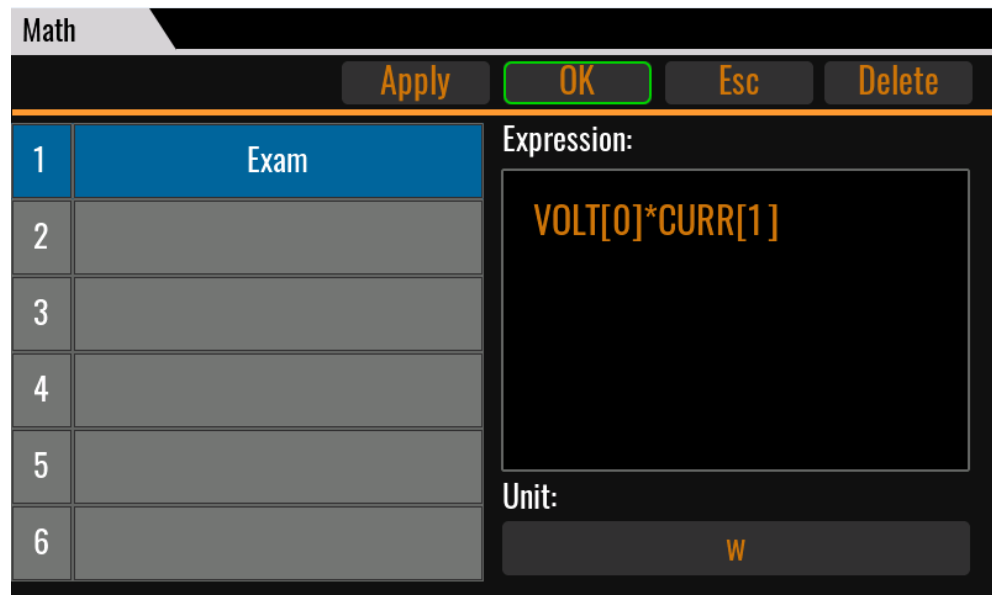 Math
Apply OK Esc Delete
1 Exam
2
3
4
5
6
Expression:
VOLT[0]*CURR[1 ]
Unit:
W